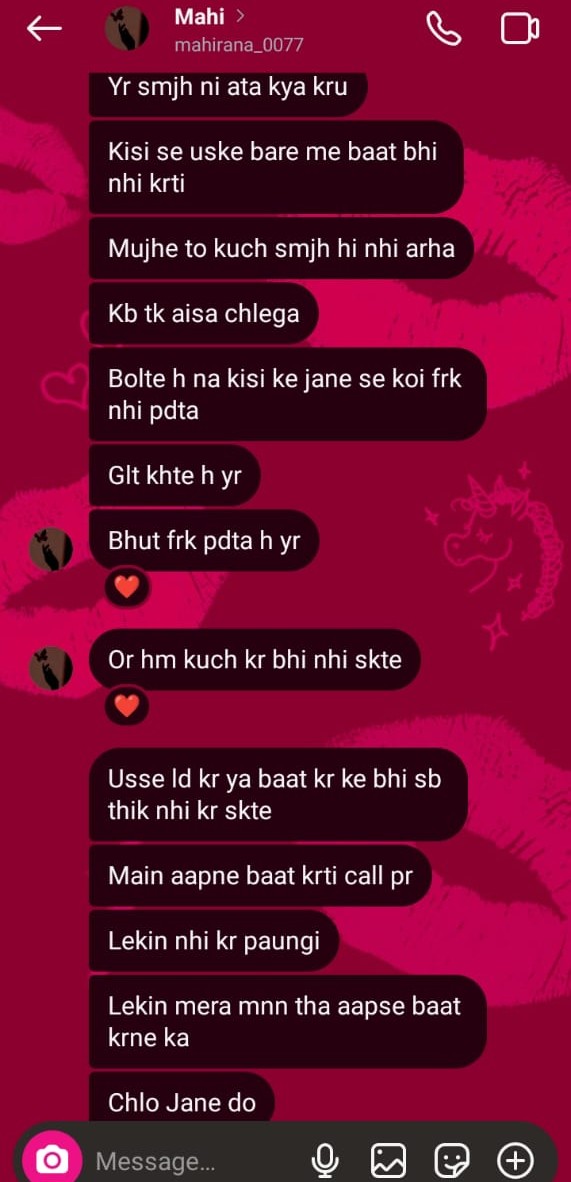 Mahi
mahirana_0077
Yr smjh ni ata kya kru
Kisi se uske bare me baat bhi
nhi krti
Mujhe to kuch smjh hi nhi arha
Kb tk aisa chlega
Bolte h na kisi ke jane se koi frk
nhi pdta
Glt khte h yr
Bhut frk pdta h yr
Or hm kuch kr bhi nhi skte
Usse ld kr ya baat kr ke bhi sb
thik nhi kr skte
Main aapne baat krti call pr
Lekin nhi kr paungi
Lekin mera mnn tha aapse baat
krne ka
Chlo Jane do
Message...